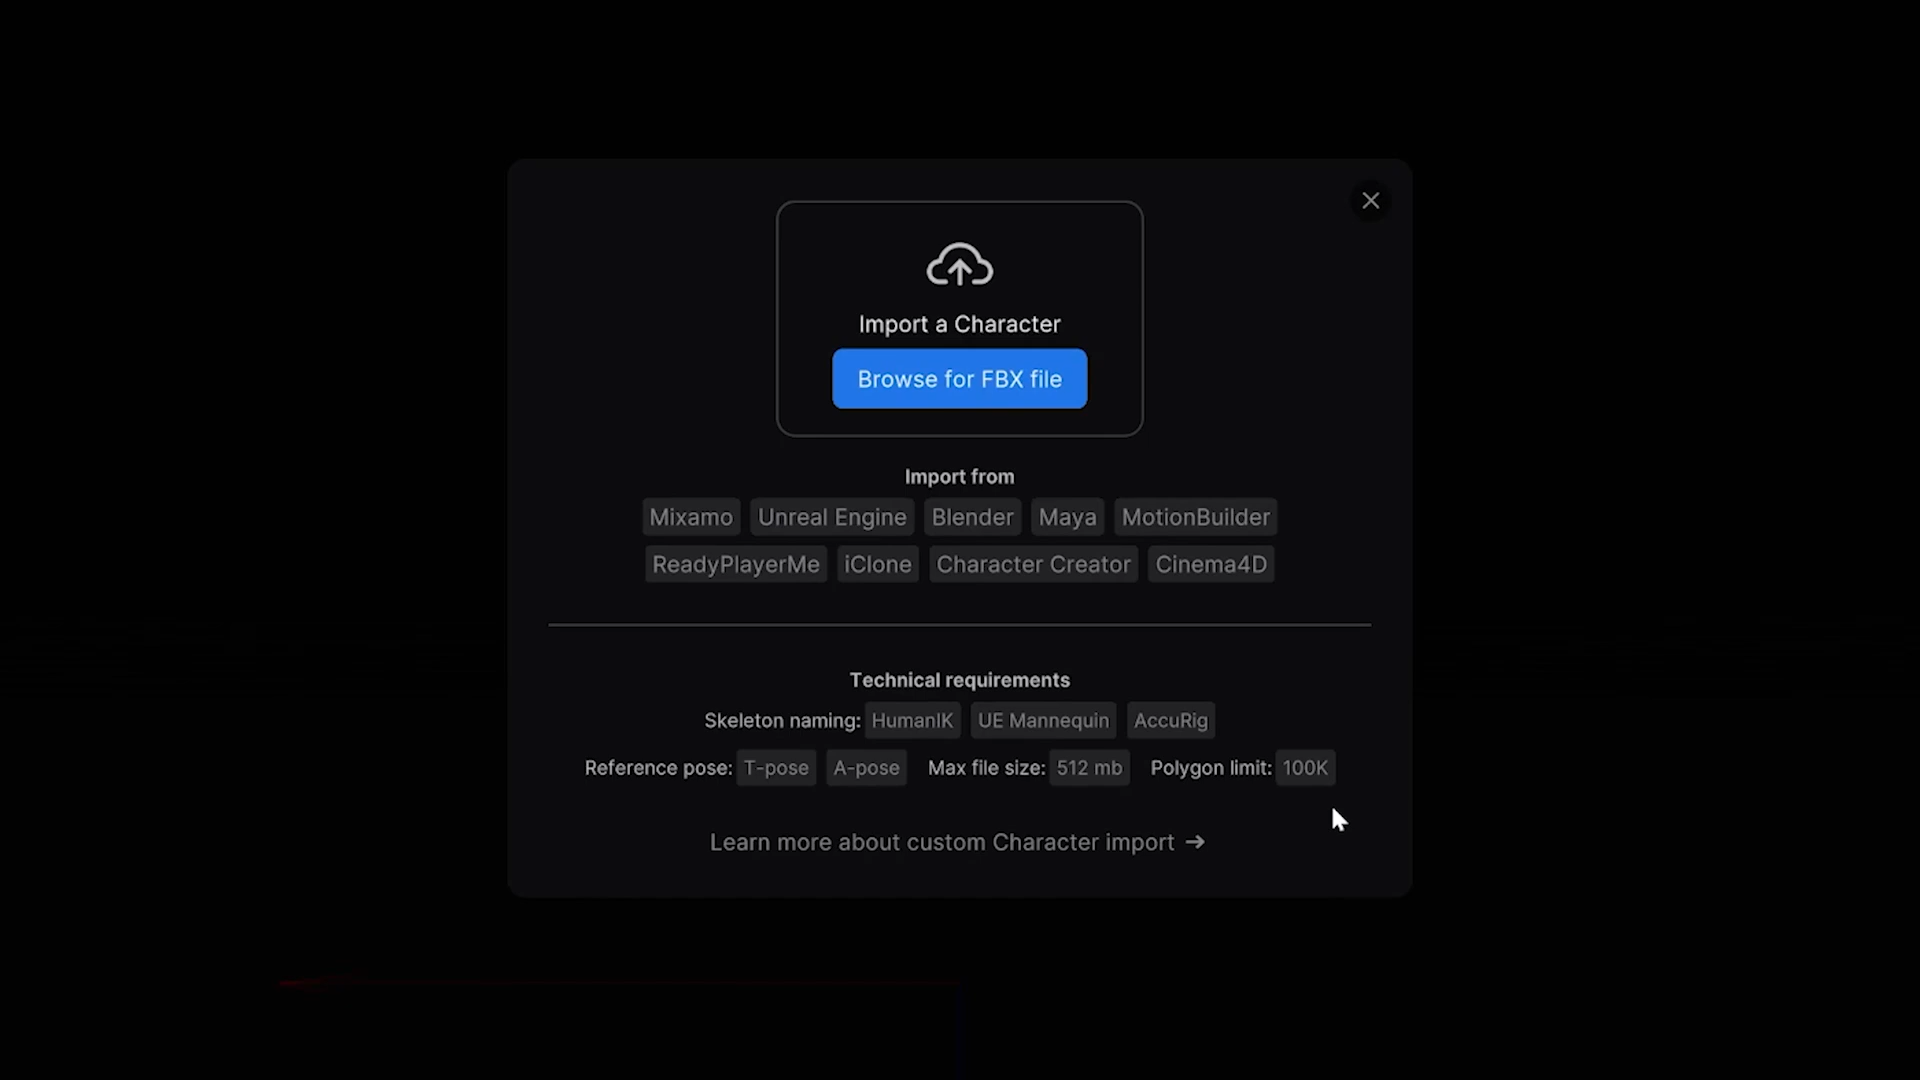 Import a Character
Browse for FBX file
Import from
Mixamo Unreal Engine Blender Maya MotionBuilder
ReadyPlayerMe iClone Character Creator Cinema4D
Technical requirements
Skeleton naming: HumanIK UE Mannequin AccuRig
Reference pose: T-pose A-pose Max file size: 512 mb Polygon limit: 100K
Learn more about custom Character import →